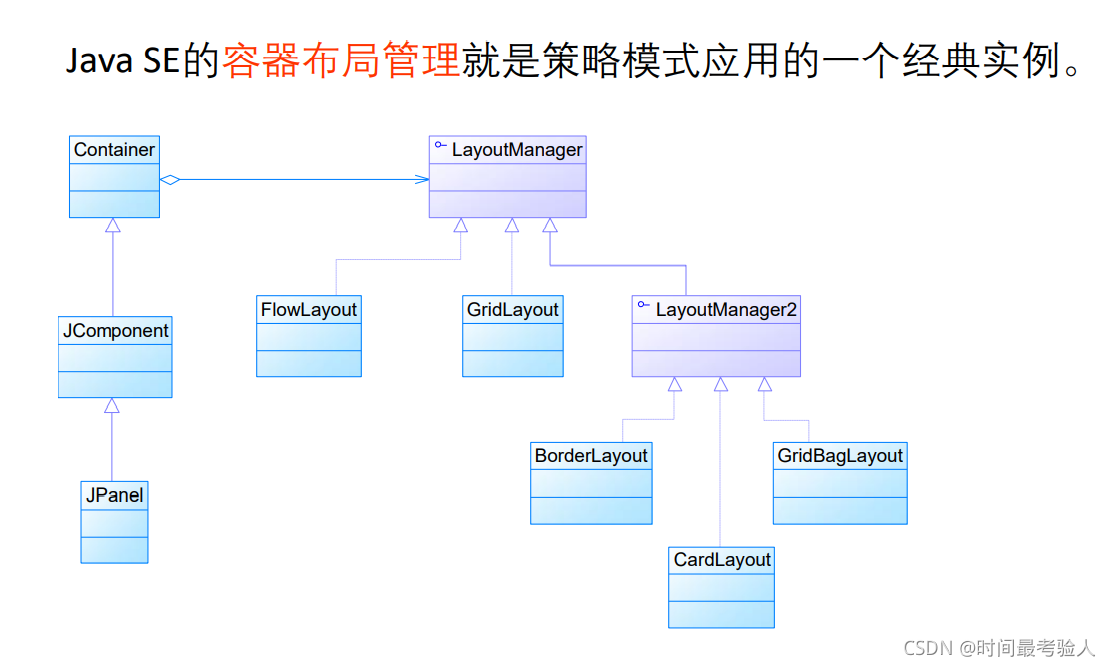 Java SE的容器布局管理就是策略模式应用的一个经典实例。
Container
LayoutManager
FlowLayout
GridLayout
LayoutManager2
JComponent
BorderLayout
GridBagLayout
JPanel
CardLayout
CSDN @时间最考验人